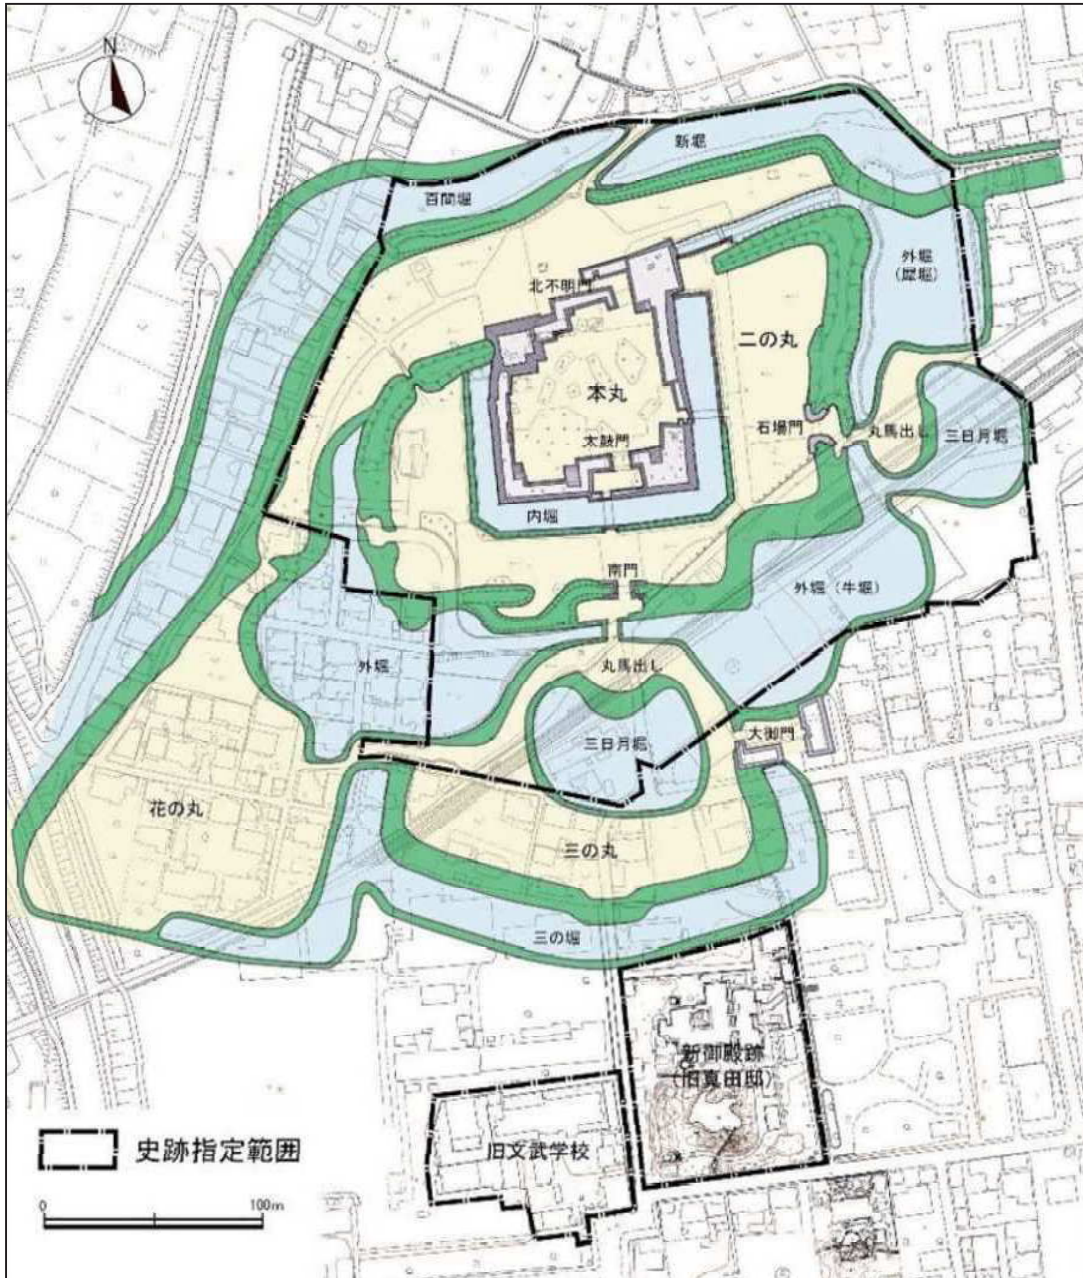 N
新堀
百間堀
外堀
(犀堀)
北不明門
二の丸
本丸
石場門
丸馬出し
三日月堀
太鼓門
内堀
南門
外堀(牛堀)
外堀
丸馬出し
大御門
三日月堀
花の丸
三の丸
三の堀
新御殿跡
(旧真田邸)
旧文武学校
史跡指定範囲
0
100m